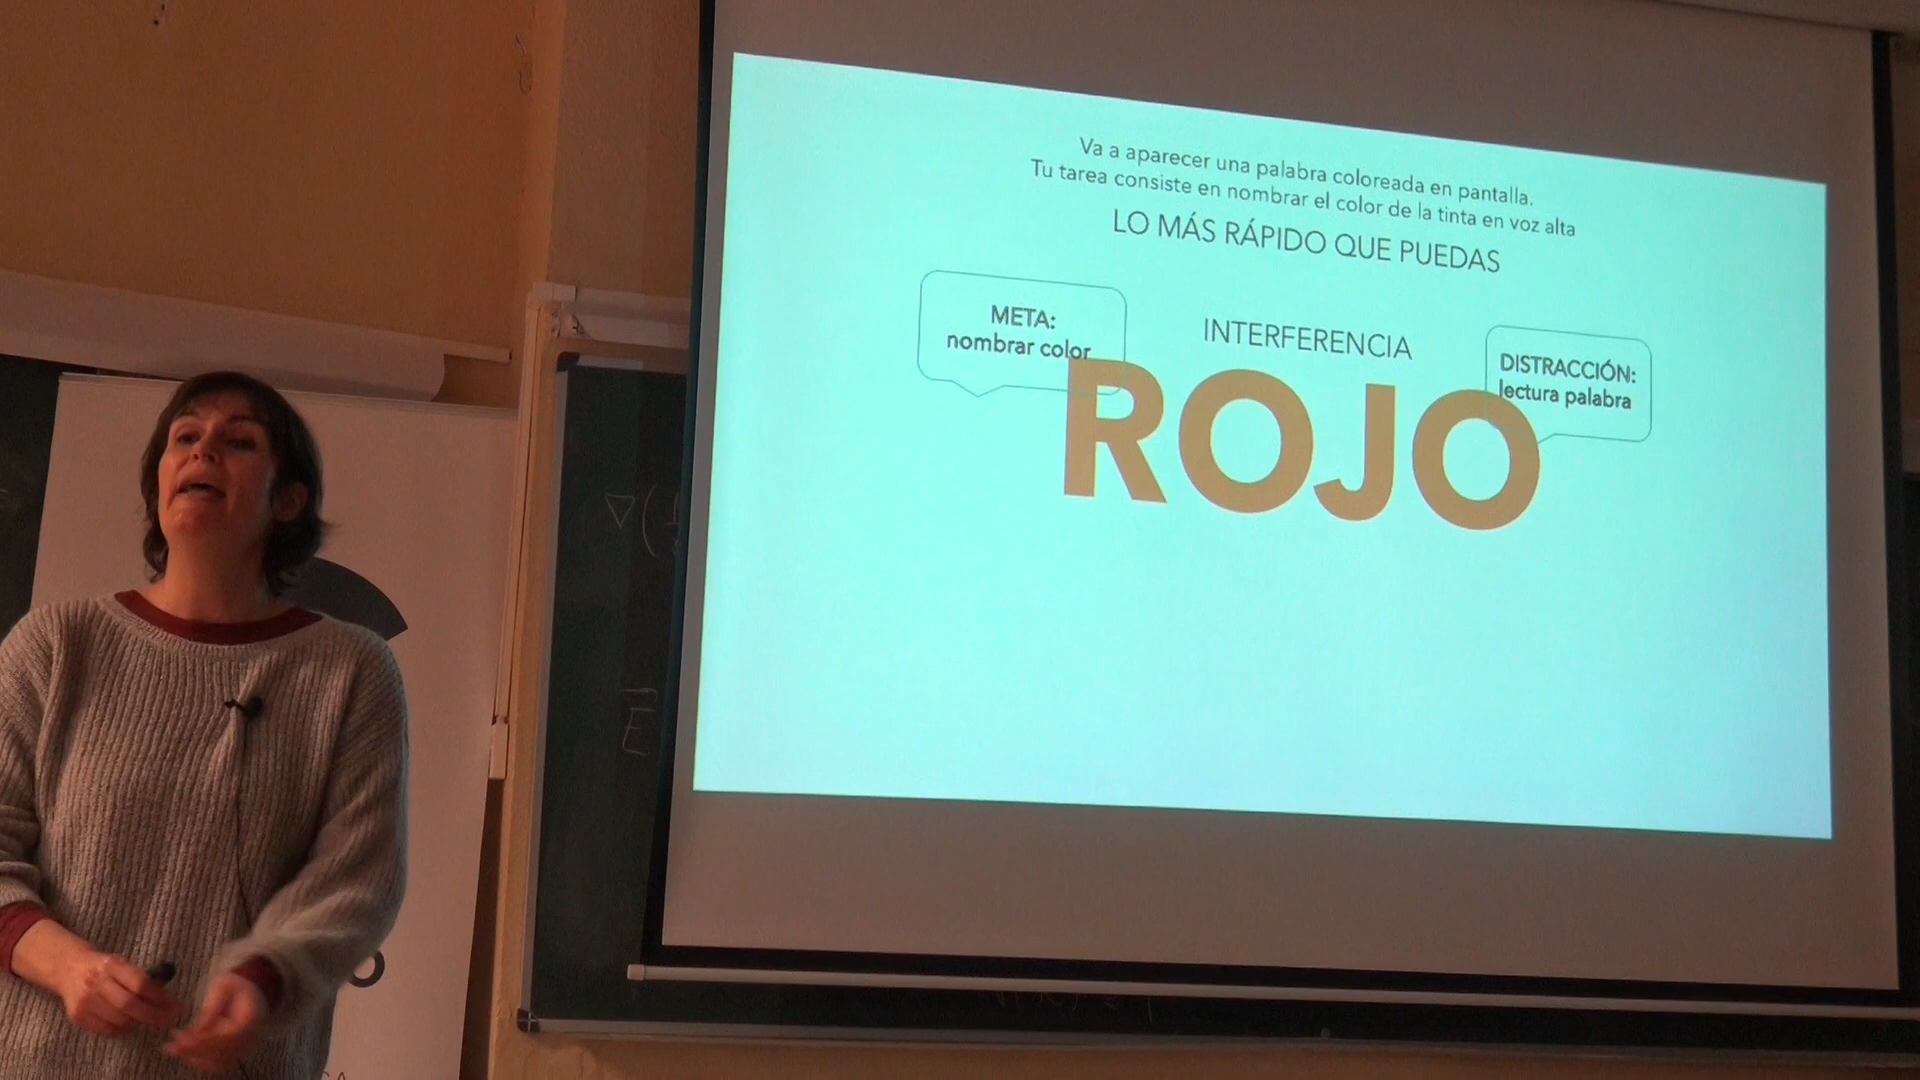 Va a aparecer una palabra coloreada en pantalla.
Tu tarea consiste en nombrar el color de la tinta en voz alta
LO MÁS RÁPIDO QUE PUEDAS
META:
nombrar color
INTERFERENCIA
DISTRACCIÓN:
lectura palabra
ROJO
E